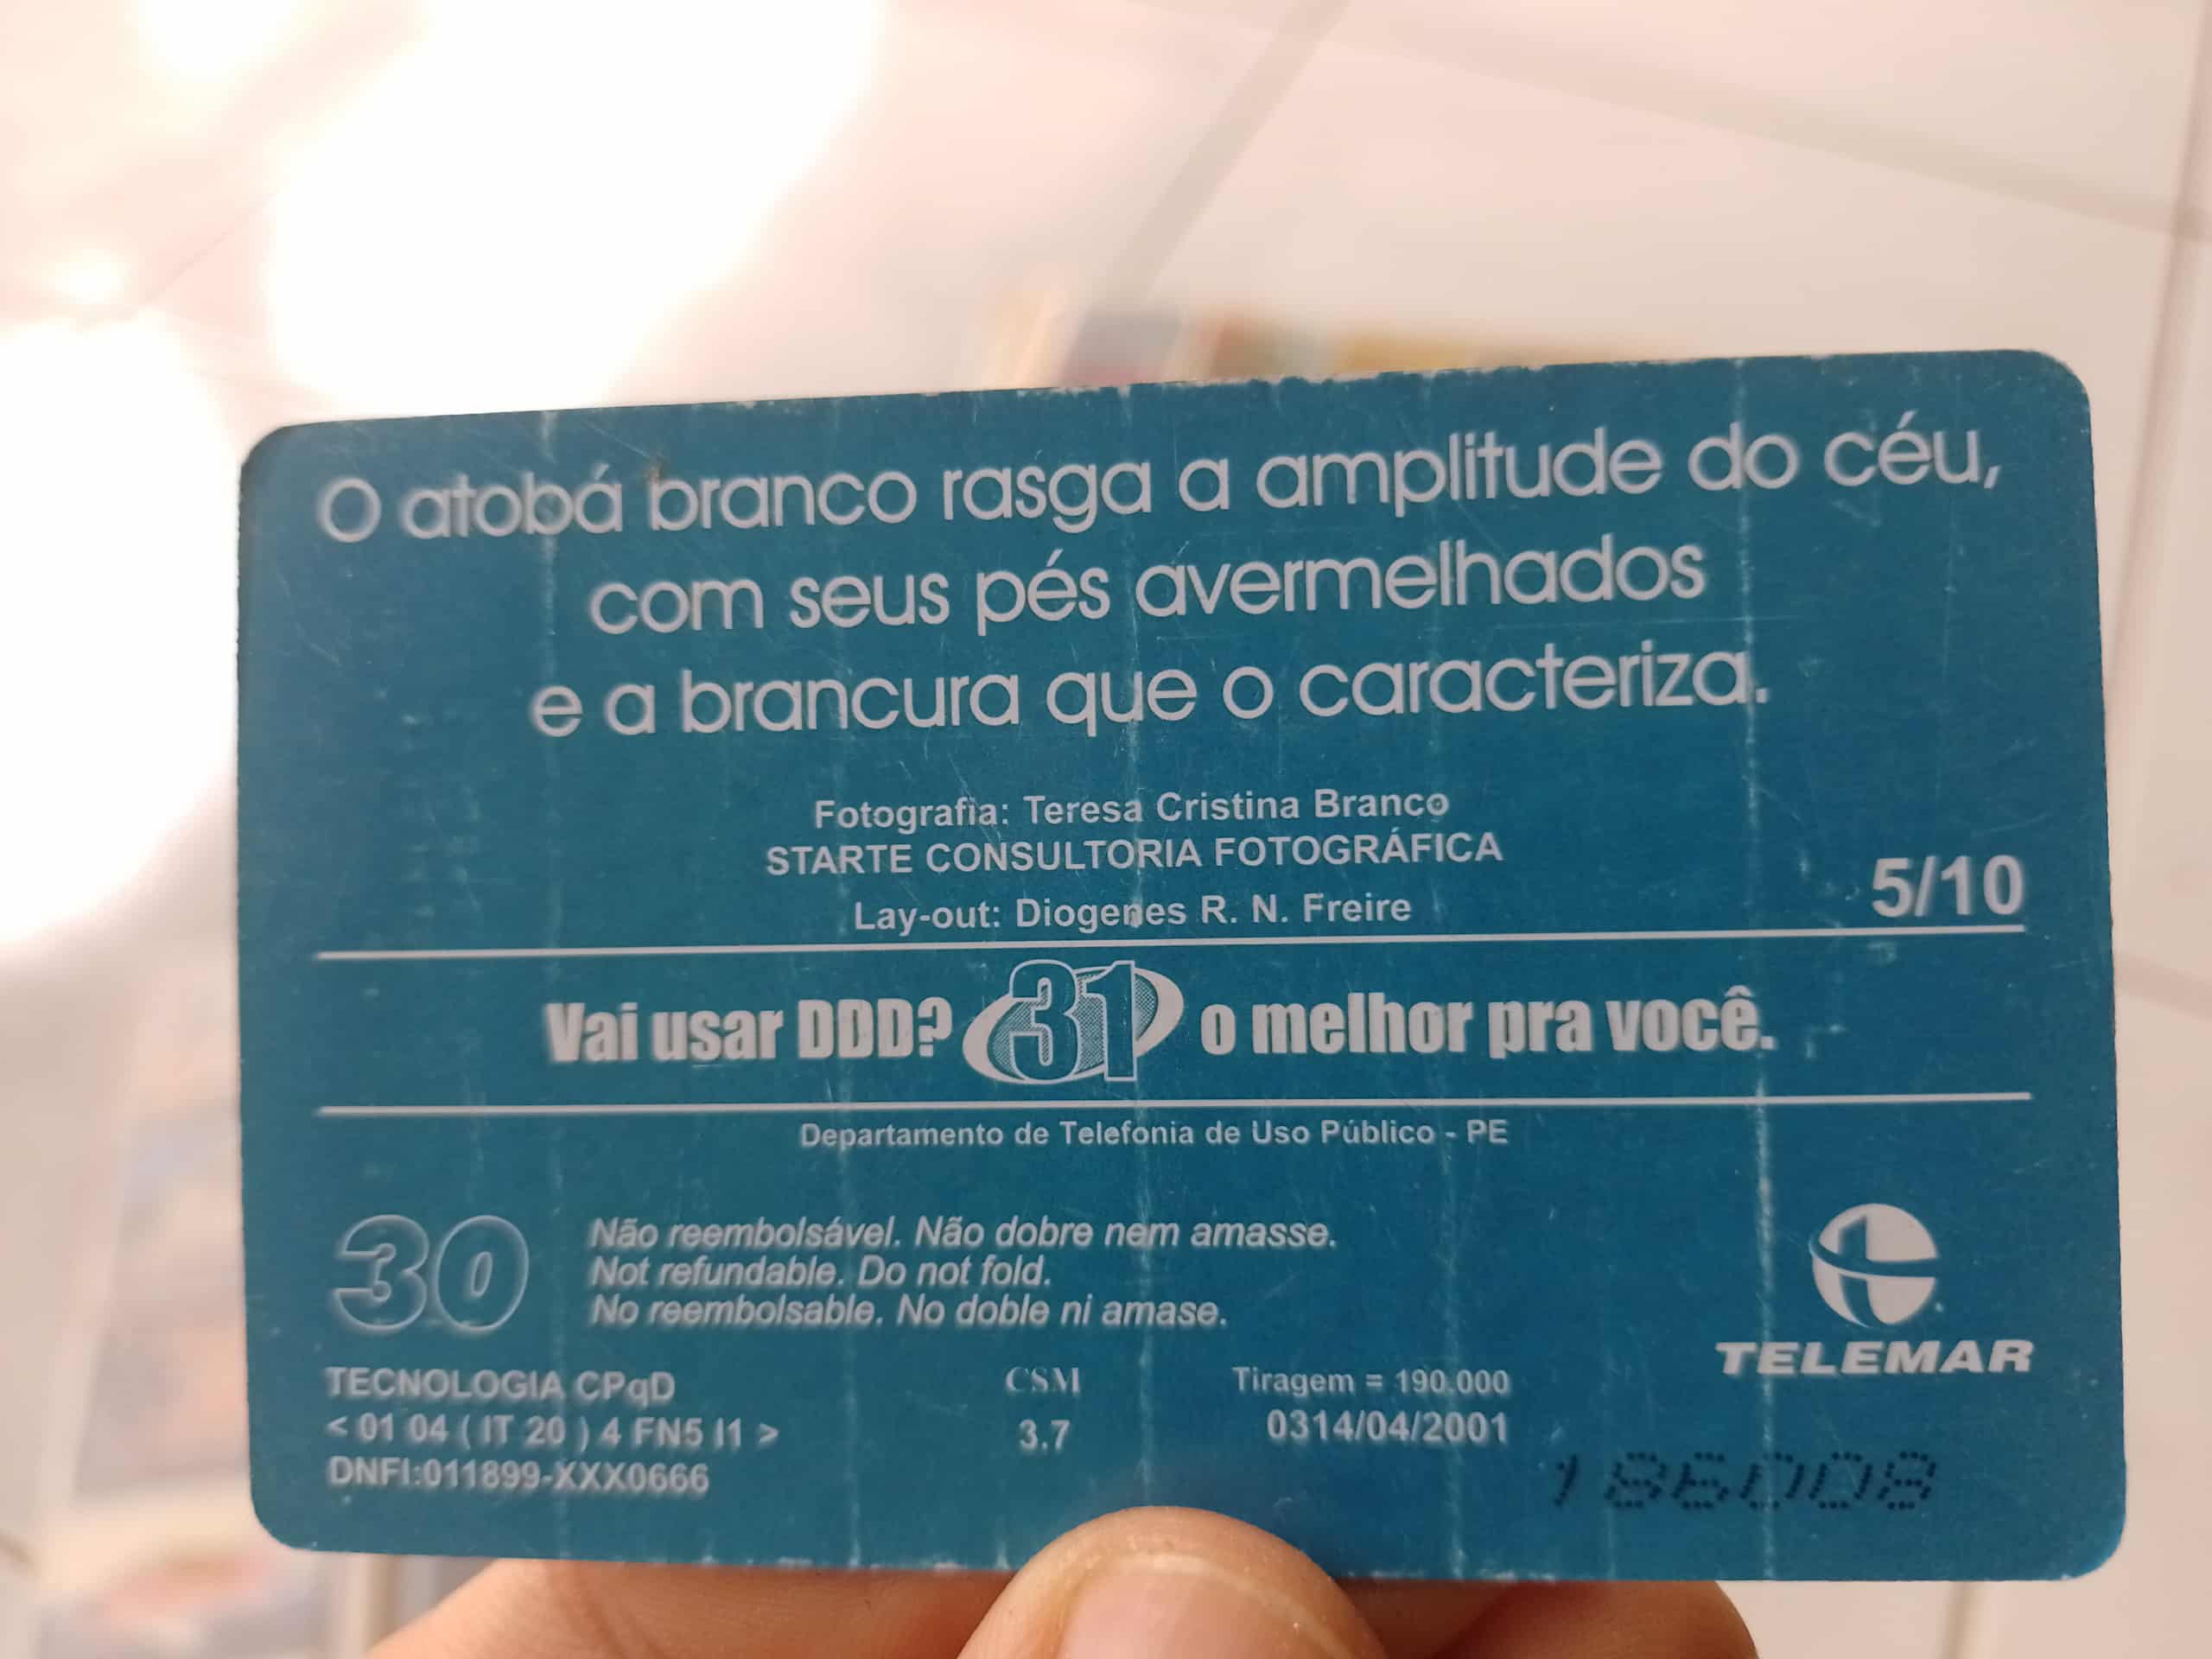 O atobá branco rasga a amplitude do céu,
com seus pés avermelhados
e a brancura que o caracteriza.
Fotografia: Teresa Cristina Branco
STARTE CONSULTORIA FOTOGRÁFICA
Lay-out: Diogenes R. N. Freire
5/10
Vai usar DDD? 31 o melhor pra você.
Departamento de Telefonia de Uso Público - PE
30
Não reembolsável. Não dobre nem amasse.
Not refundable. Do not fold.
No reembolsable. No doble ni amase.
TELEMAR
TECNOLOGIA CPqD
< 01 04 ( IT 20 ) 4 FN5 I1 >
DNFI:011899-XXX0666
CSM
3.7
Tiragem = 190.000
0314/04/2001
186008